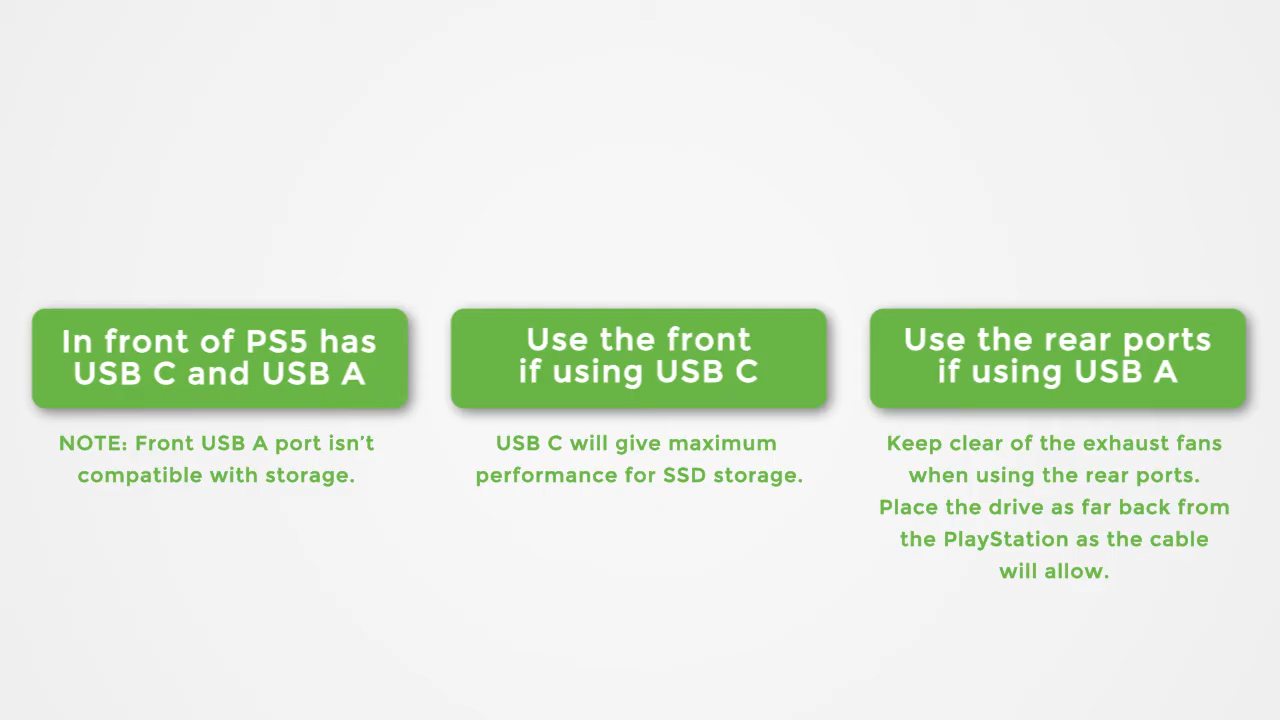 In front of PS5 has
USB C and USB A
NOTE: Front USB A port isn't
compatible with storage.
Use the front
if using USB C
USB C will give maximum
performance for SSD storage.
Use the rear ports
if using USB A
Keep clear of the exhaust fans
when using the rear ports.
Place the drive as far back from
the PlayStation as the cable
will allow.